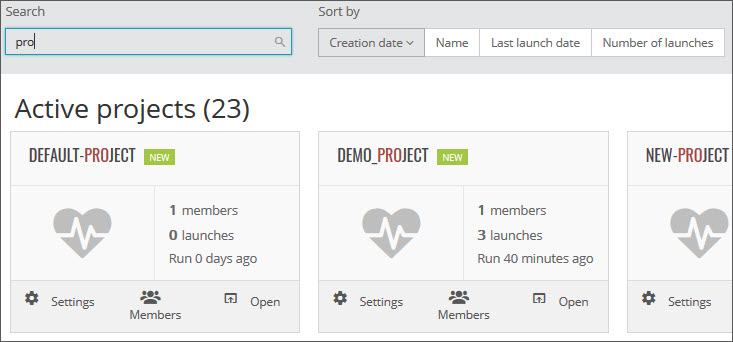 Search
Sort by
pro
Creation date
Name
Last launch date
Number of launches
Active projects (23)
DEFAULT-PROJECT NEW
1 members
0 launches
Run 0 days ago
Settings
Members
Open
DEMO_PROJECT NEW
1 members
3 launches
Run 40 minutes ago
Settings
Members
Open
NEW-PROJECT
Settings